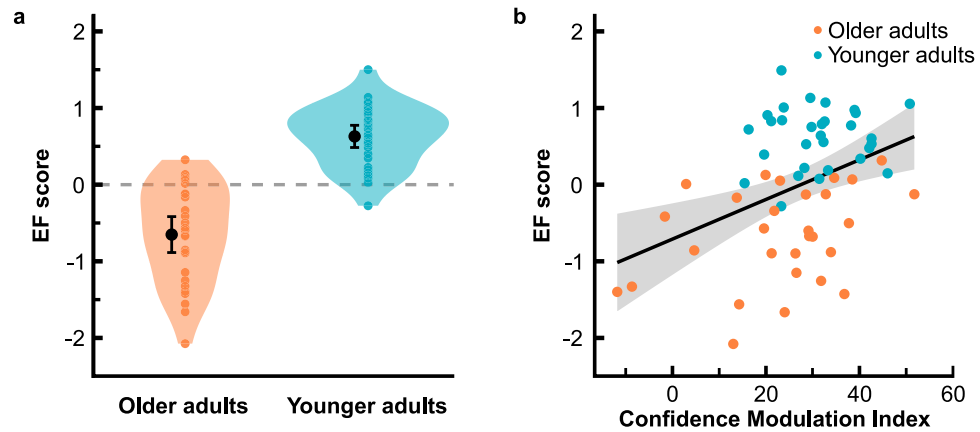 a
EF score
2
1
0
-1
-2
Older adults Younger adults
b
EF score
2
1
0
-1
-2
Older adults
Younger adults
0 20 40 60
Confidence Modulation Index